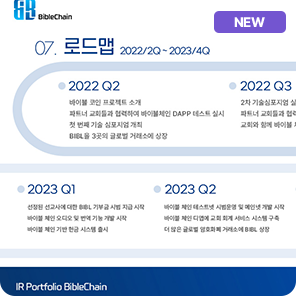 BibleChain
NEW
07. 로드맵 2022/2Q ~ 2023/4Q
2022 Q2
바이블 코인 프로젝트 소개
파트너 교회들과 협력하여 바이블체인 DAPP 테스트 실시
첫 번째 기술 심포지엄 개최
BIBL을 3곳의 글로벌 거래소에 상장
2022 Q3
2차 기술심포지엄 실
파트너 교회들과 협
교회와 함께 바이블 체
2023 Q1
선정된 선교사에 대한 BIBL 기부금 시범 지급 시작
바이블 체인 오디오 및 번역 기능 개발 시작
바이블 체인 기반 헌금 시스템 출시
2023 Q2
바이블 체인 테스트넷 시범운영 및 메인넷 개발 시작
바이블 체인 디앱에 교회 회계 서비스 시스템 구축
더 많은 글로벌 암호화폐 거래소에 BIBL 상장
IR Portfolio BibleChain